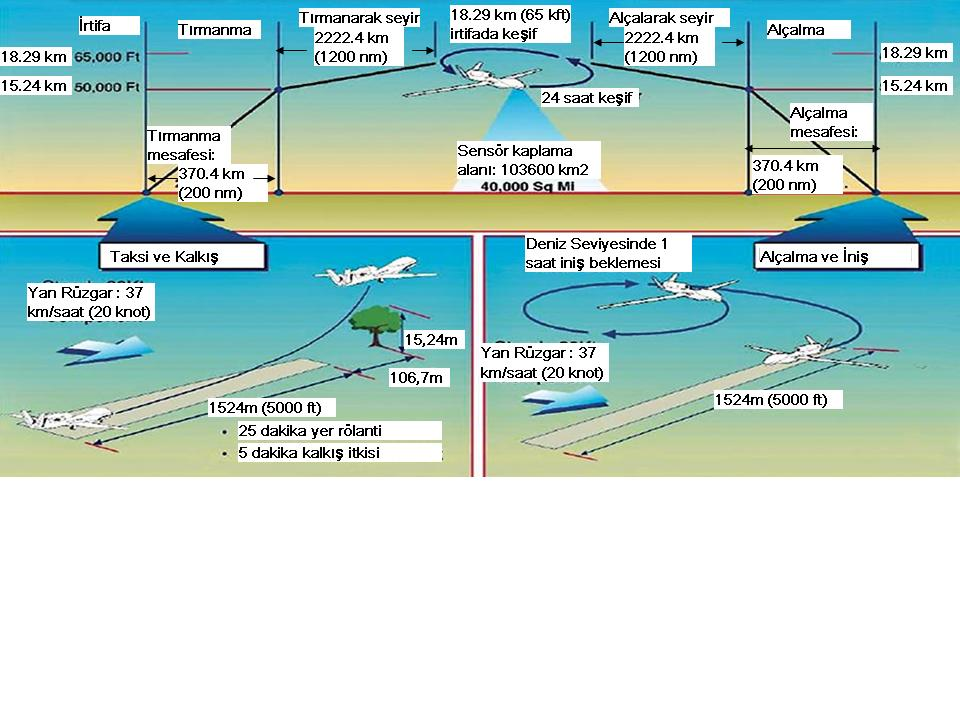 İrtifa
Tırmanma
Tırmanarak seyir
2222.4 km
(1200 nm)
18.29 km (65 kft)
irtifada keşif
Alçalarak seyir
2222.4 km
(1200 nm)
Alçalma
18.29 km 65,000 Ft
18.29 km
15.24 km 50,000 Ft
15.24 km
24 saat keşif
Tırmanma
mesafesi:
370.4 km
(200 nm)
Sensör kaplama
alanı: 103600 km2
40,000 Sq Mi
Alçalma
mesafesi:
370.4 km
(200 nm)
Taksi ve Kalkış
Yan Rüzgar : 37
km/saat (20 knot)
15,24m
106,7m
1524m (5000 ft)
• 25 dakika yer rölanti
• 5 dakika kalkış itkisi
Alçalma ve İniş
Deniz Seviyesinde 1
saat iniş beklemesi
Yan Rüzgar : 37
km/saat (20 knot)
1524m (5000 ft)